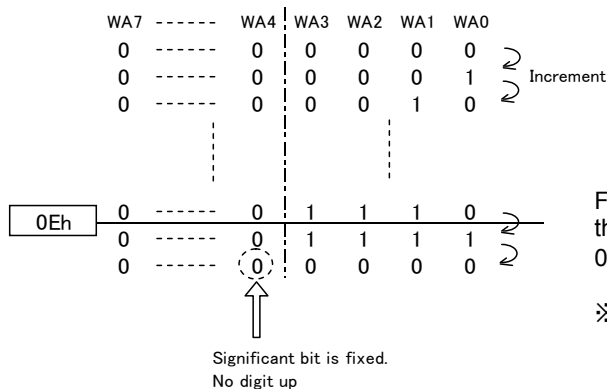 WA7 ------ WA4 WA3 WA2 WA1 WA0
0 ------ 0 0 0 0 0
0 ------ 0 0 0 0 1
Increment
0 ------ 0 0 0 1 0
0 ------ 0 1 1 1 0
0Eh
0 ------ 0 1 1 1 1
0 ------ 0 0 0 0 0
Significant bit is fixed.
No digit up
F
th
0
※